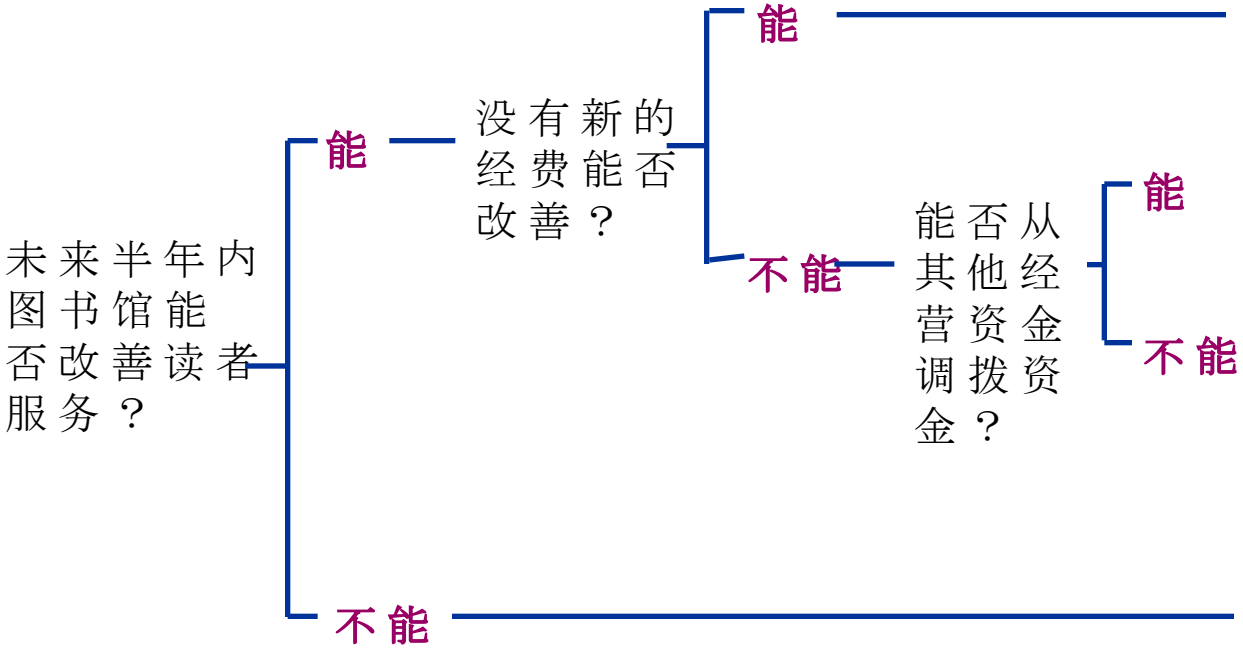 未来半年内
图书馆能
否改善读者
服务？
能
没有新的
经费能否
改善？
能
不能
能否从
其他经
营资金
调拨资
金？
能
不能
不能